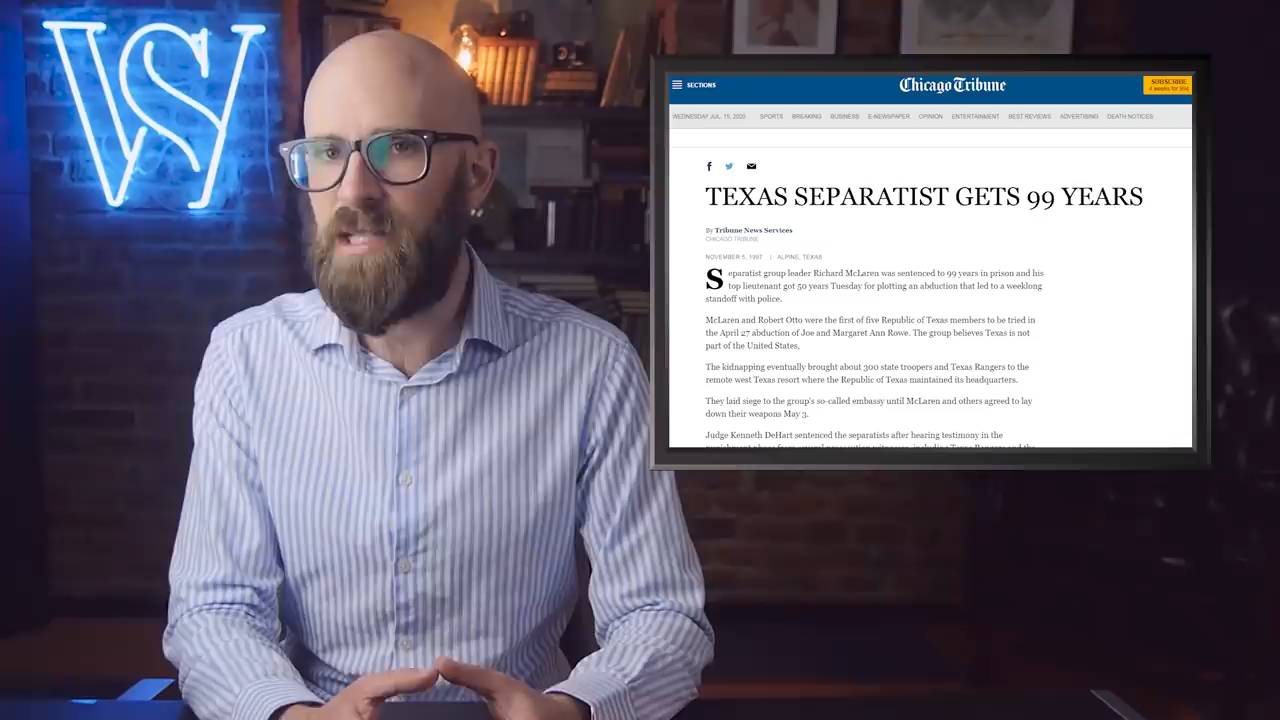 WS
SECTIONS
Chicago Tribune
SUBSCRIBE
4 weeks for 99¢
WEDNESDAY JUL. 15, 2020 SPORTS BREAKING BUSINESS E-NEWSPAPER OPINION ENTERTAINMENT BEST REVIEWS ADVERTISING DEATH NOTICES
TEXAS SEPARATIST GETS 99 YEARS
By Tribune News Services
CHICAGO TRIBUNE
NOVEMBER 5, 1997 | ALPINE, TEXAS
Separatist group leader Richard McLaren was sentenced to 99 years in prison and his
top lieutenant got 50 years Tuesday for plotting an abduction that led to a weeklong
standoff with police.
McLaren and Robert Otto were the first of five Republic of Texas members to be tried in
the April 27 abduction of Joe and Margaret Ann Rowe. The group believes Texas is not
part of the United States,
The kidnapping eventually brought about 300 state troopers and Texas Rangers to the
remote west Texas resort where the Republic of Texas maintained its headquarters.
They laid siege to the group's so-called embassy until McLaren and others agreed to lay
down their weapons May 3.
Judge Kenneth DeHart sentenced the separatists after hearing testimony in the